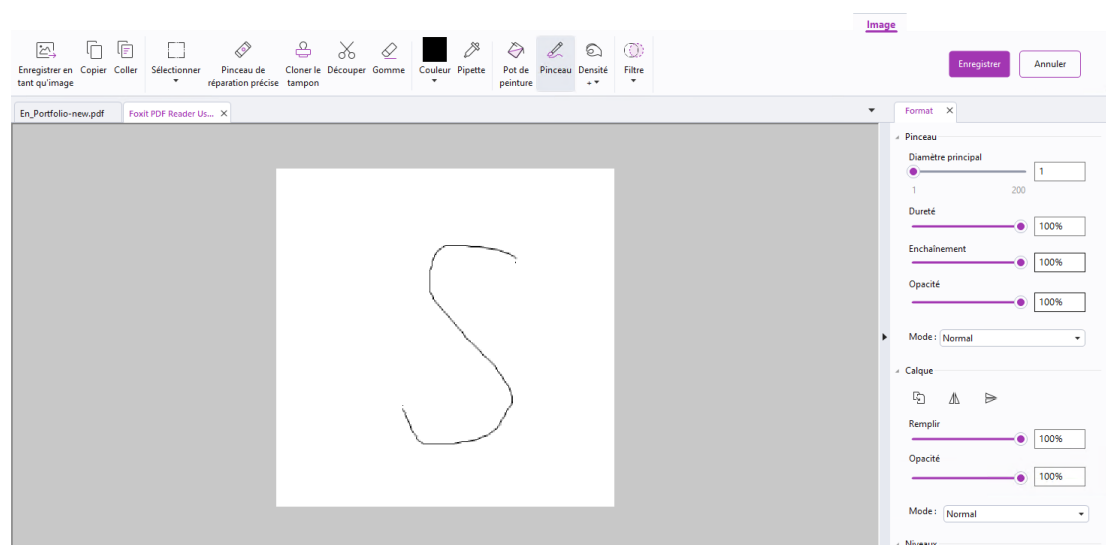 Image
Enregistrer en tant qu'image
Copier
Coller
Sélectionner
Pinceau de réparation précise
Cloner le tampon
Découper
Gomme
Couleur
Pipette
Pot de peinture
Pinceau
Densité +
Filtre
Enregistrer
Annuler
En_Portfolio-new.pdf
Foxit PDF Reader Us... X
Format X
Pinceau
Diamètre principal
1
1 200
Dureté
100%
Enchaînement
100%
Opacité
100%
Mode : Normal
Calque
Remplir
100%
Opacité
100%
Mode : Normal
Niveaux
S